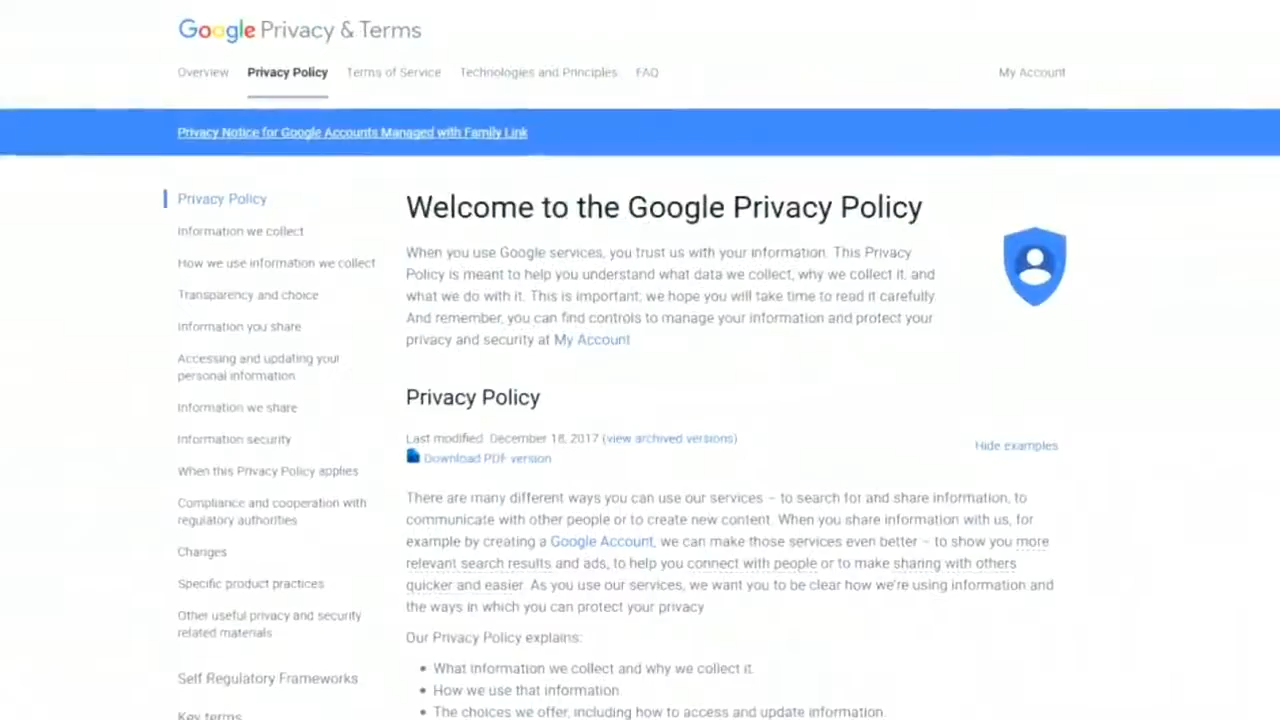 Google Privacy & Terms
Overview Privacy Policy Terms of Service Technologies and Principles FAQ My Account
Privacy Notice for Google Accounts Managed with Family Link
Privacy Policy
Information we collect
How we use information we collect
Transparency and choice
Information you share
Accessing and updating your
personal information
Information we share
Information security
When this Privacy Policy applies
Compliance and cooperation with
regulatory authorities
Changes
Specific product practices
Other useful privacy and security
related materials
Self Regulatory Frameworks
Key terms
Welcome to the Google Privacy Policy
When you use Google services, you trust us with your information. This Privacy
Policy is meant to help you understand what data we collect, why we collect it, and
what we do with it. This is important; we hope you will take time to read it carefully.
And remember, you can find controls to manage your information and protect your
privacy and security at My Account
Privacy Policy
Last modified: December 18, 2017 (view archived versions)
Hide examples
Download PDF version
There are many different ways you can use our services – to search for and share information, to
communicate with other people or to create new content. When you share information with us, for
example by creating a Google Account, we can make those services even better – to show you more
relevant search results and ads, to help you connect with people or to make sharing with others
quicker and easier. As you use our services, we want you to be clear how we're using information and
the ways in which you can protect your privacy
Our Privacy Policy explains:
• What information we collect and why we collect it.
• How we use that information.
• The choices we offer, including how to access and update information.